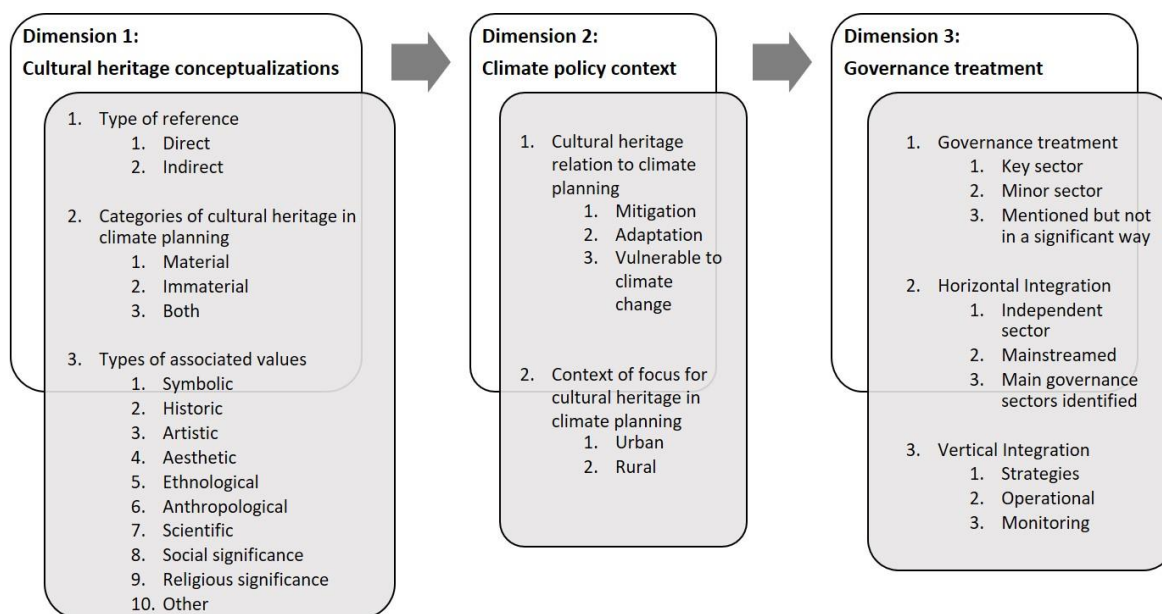 Dimension 1:
Cultural heritage conceptualizations
1. Type of reference
1. Direct
2. Indirect
2. Categories of cultural heritage in
climate planning
1. Material
2. Immaterial
3. Both
3. Types of associated values
1. Symbolic
2. Historic
3. Artistic
4. Aesthetic
5. Ethnological
6. Anthropological
7. Scientific
8. Social significance
9. Religious significance
10. Other
Dimension 2:
Climate policy context
1. Cultural heritage
relation to climate
planning
1. Mitigation
2. Adaptation
3. Vulnerable to
climate
change
2. Context of focus for
cultural heritage in
climate planning
1. Urban
2. Rural
Dimension 3:
Governance treatment
1. Governance treatment
1. Key sector
2. Minor sector
3. Mentioned but not
in a significant way
2. Horizontal Integration
1. Independent
sector
2. Mainstreamed
3. Main governance
sectors identified
3. Vertical Integration
1. Strategies
2. Operational
3. Monitoring